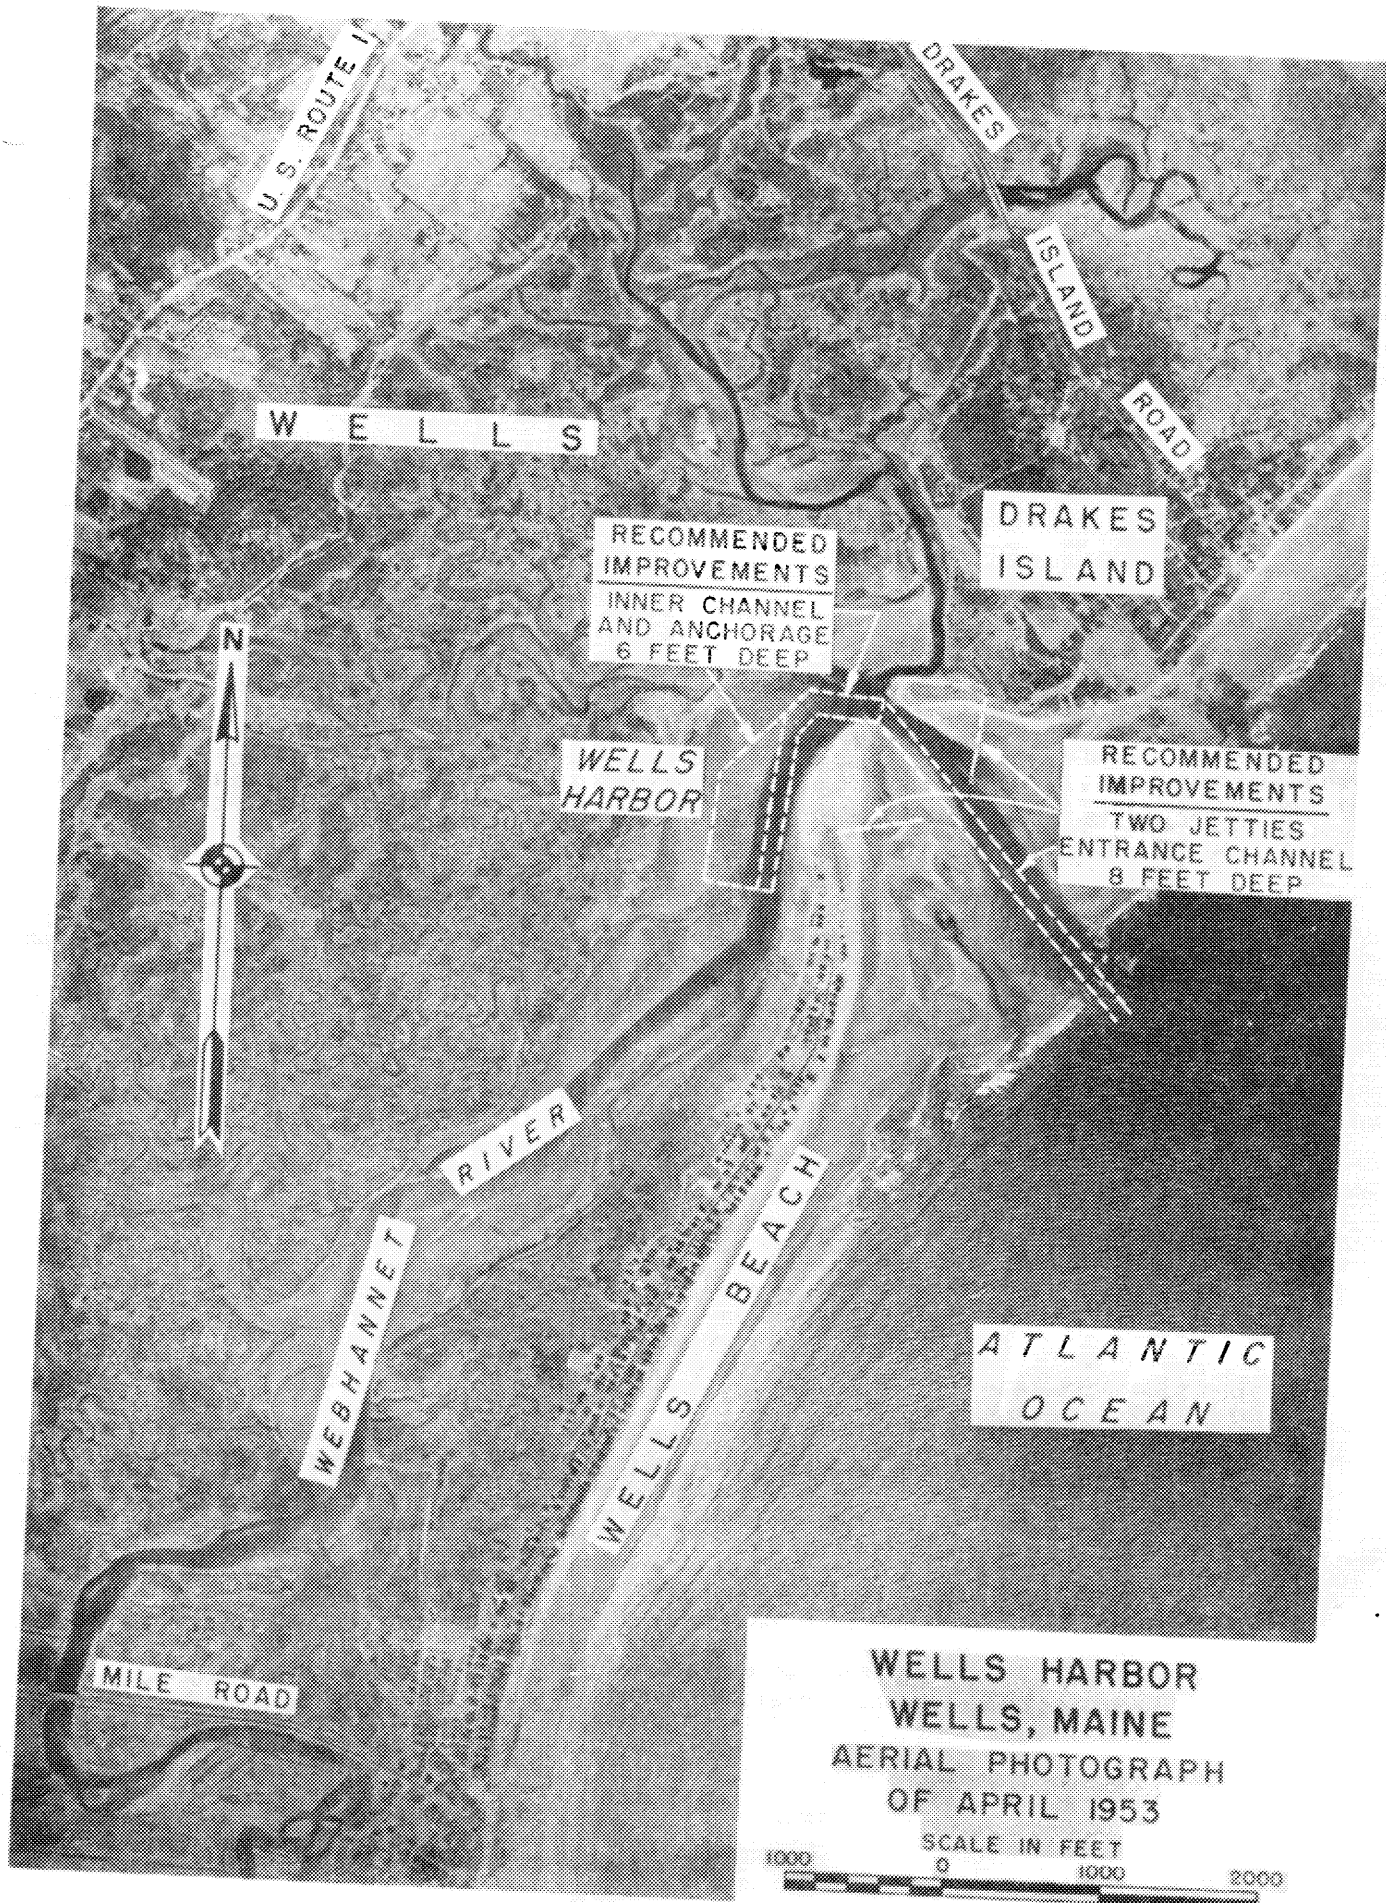 U.S. ROUTE 1
DRAKES
ISLAND
ROAD
W E L L S
DRAKES
ISLAND
RECOMMENDED
IMPROVEMENTS
INNER CHANNEL
AND ANCHORAGE
6 FEET DEEP
N
WELLS
HARBOR
RECOMMENDED
IMPROVEMENTS
TWO JETTIES
ENTRANCE CHANNEL
8 FEET DEEP
WEBHANNET
RIVER
WELLS BEACH
ATLANTIC
OCEAN
MILE ROAD
WELLS HARBOR
WELLS, MAINE
AERIAL PHOTOGRAPH
OF APRIL 1953
SCALE IN FEET
1000 0 1000 2000